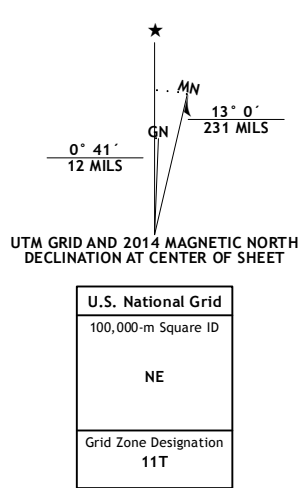 MN
GN
13° 0´
231 MILS
0° 41´
12 MILS
UTM GRID AND 2014 MAGNETIC NORTH
DECLINATION AT CENTER OF SHEET
U.S. National Grid
100,000-m Square ID
NE
Grid Zone Designation
11T